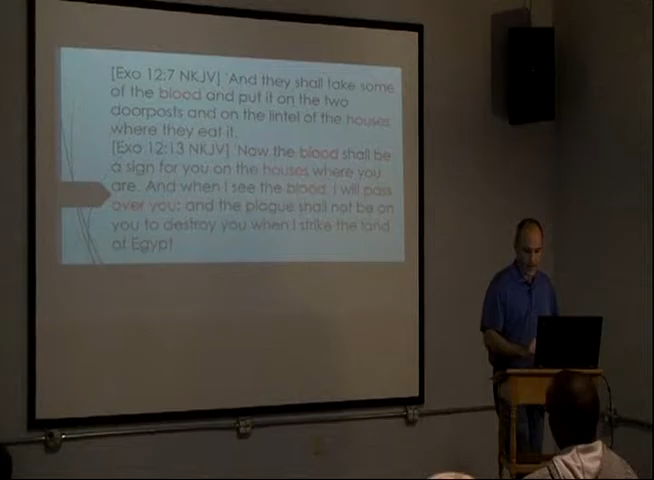 [Exo 12:7 NKJV] 'And they shall take some
of the blood and put it on the two
doorposts and on the lintel of the houses
where they eat it.
[Exo 12:13 NKJV] 'Now the blood shall be
a sign for you on the houses where you
are. And when I see the blood, I will pass
over you; and the plague shall not be on
you to destroy you when I strike the land
of Egypt